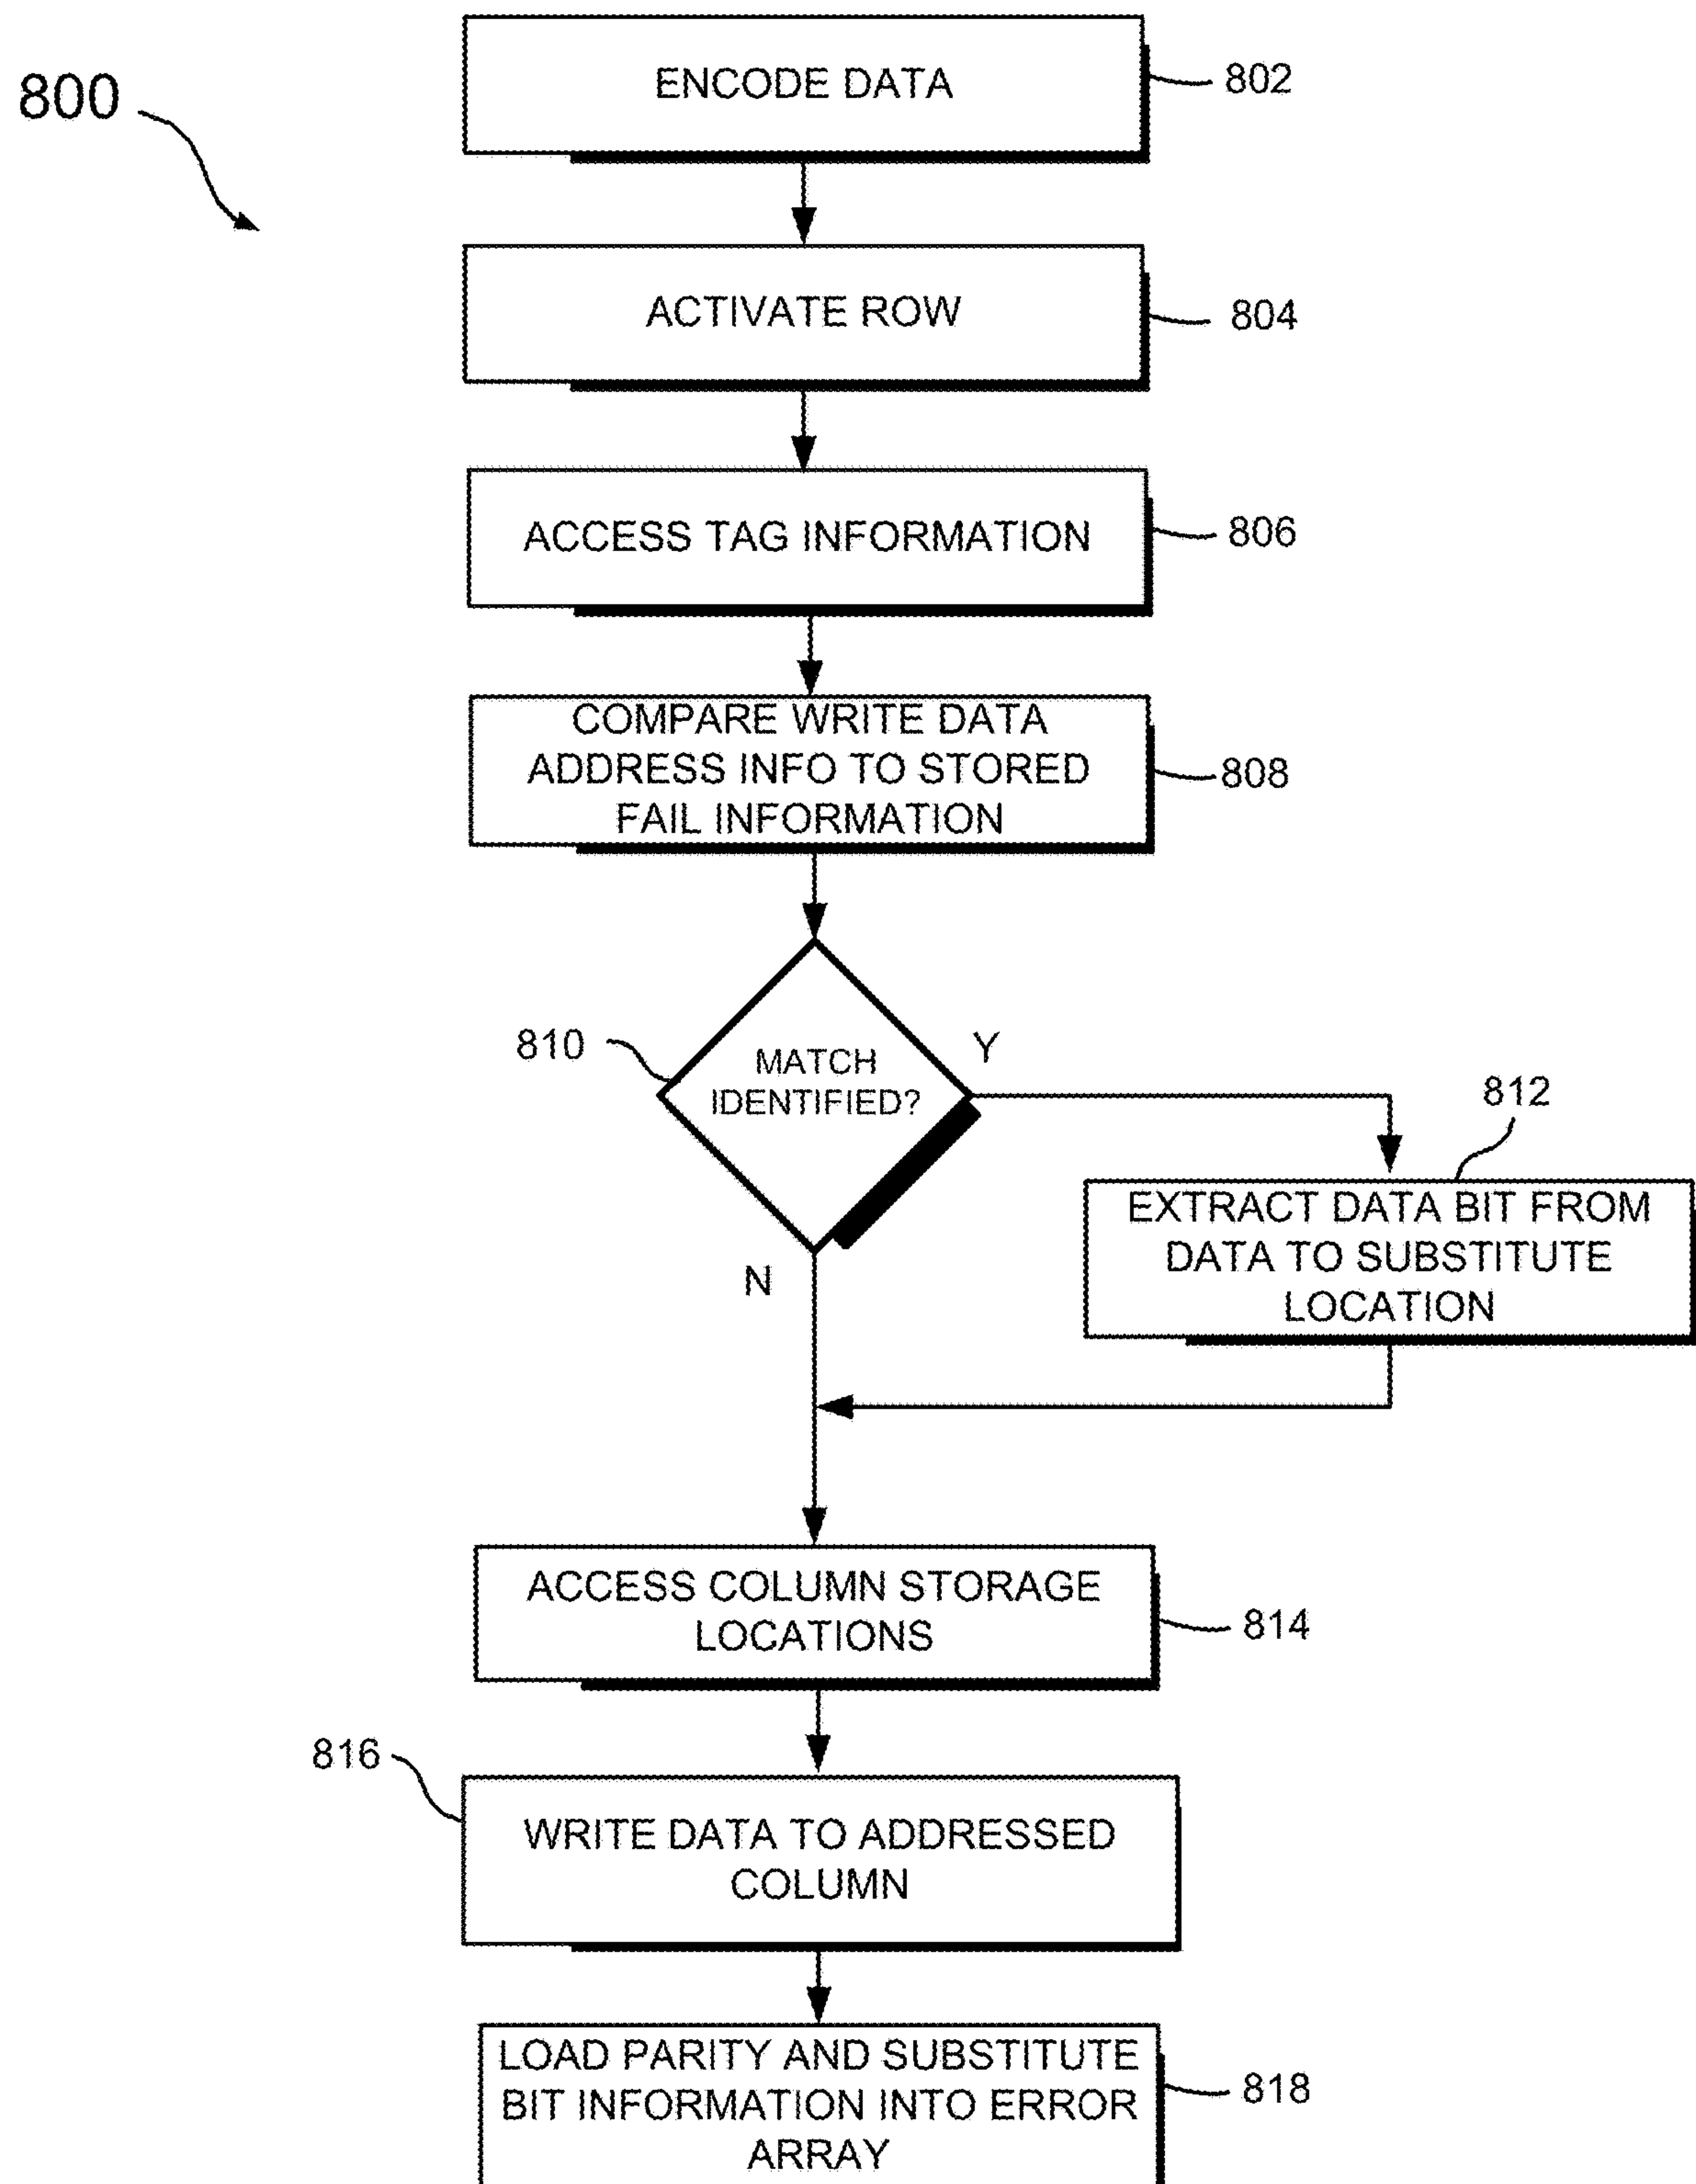 800
ENCODE DATA
802
ACTIVATE ROW
804
ACCESS TAG INFORMATION
806
COMPARE WRITE DATA
ADDRESS INFO TO STORED
FAIL INFORMATION
808
810
MATCH
IDENTIFIED?
Y
N
812
EXTRACT DATA BIT FROM
DATA TO SUBSTITUTE
LOCATION
ACCESS COLUMN STORAGE
LOCATIONS
814
816
WRITE DATA TO ADDRESSED
COLUMN
LOAD PARITY AND SUBSTITUTE
BIT INFORMATION INTO ERROR
ARRAY
818